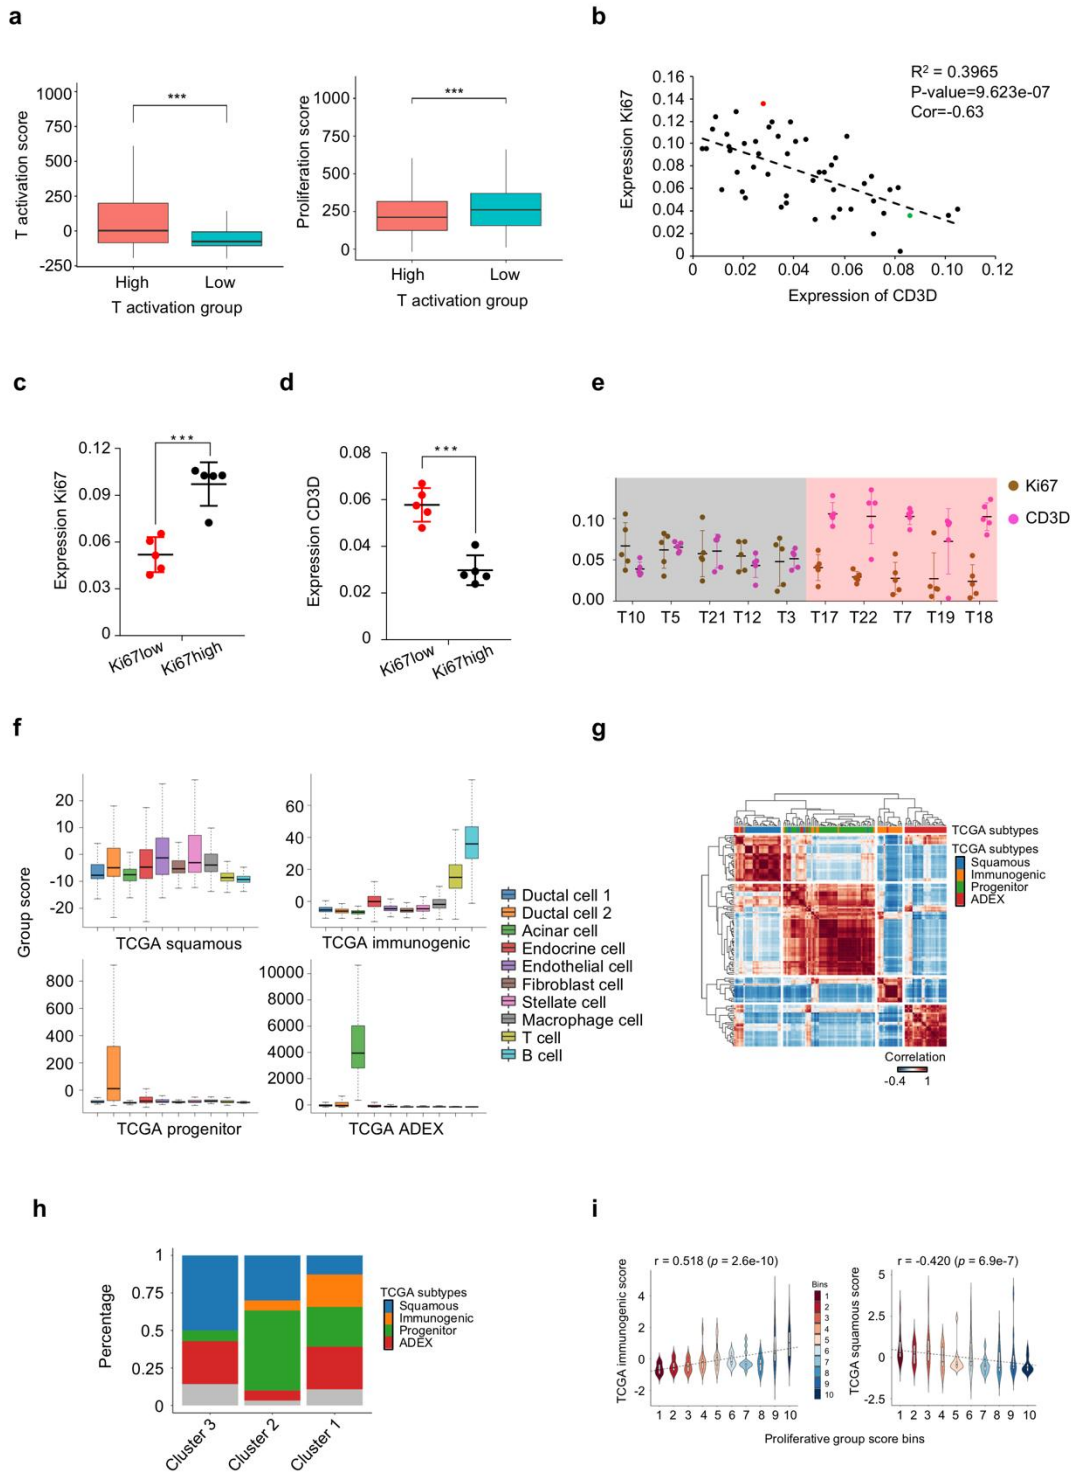 a
T activation score
1000
750
500
250
0
-250
***
High
Low
T activation group
Proliferation score
1000
750
500
250
0
***
High
Low
T activation group
b
Expression Ki67
0.16
0.14
0.12
0.10
0.08
0.06
0.04
0.02
0
R² = 0.3965
P-value=9.623e-07
Cor=-0.63
0
0.02
0.04
0.06
0.08
0.10
0.12
Expression of CD3D
c
Expression Ki67
0.12
0.09
0.06
0.03
0
***
Ki67low
Ki67high
d
Expression CD3D
0.08
0.06
0.04
0.02
0
***
Ki67low
Ki67high
e
0.10
0.05
0.00
T10
T5
T21
T12
T3
T17
T22
T7
T19
T18
Ki67
CD3D
f
Group score
20
10
0
-10
-20
TCGA squamous
60
40
20
0
TCGA immunogenic
800
600
400
200
0
TCGA progenitor
10000
8000
6000
4000
2000
0
TCGA ADEX
Ductal cell 1
Ductal cell 2
Acinar cell
Endocrine cell
Endothelial cell
Fibroblast cell
Stellate cell
Macrophage cell
T cell
B cell
g
TCGA subtypes
TCGA subtypes
Squamous
Immunogenic
Progenitor
ADEX
Correlation
-0.4
1
h
Percentage
1
0.75
0.5
0.25
0
Cluster 3
Cluster 2
Cluster 1
TCGA subtypes
Squamous
Immunogenic
Progenitor
ADEX
i
r = 0.518 (p = 2.6e-10)
TCGA immunogenic score
4
2
0
-2
1 2 3 4 5 6 7 8 9 10
Bins
1
2
3
4
5
6
7
8
9
10
r = -0.420 (p = 6.9e-7)
TCGA squamous score
5
2.5
0
-2.5
1 2 3 4 5 6 7 8 9 10
Proliferative group score bins